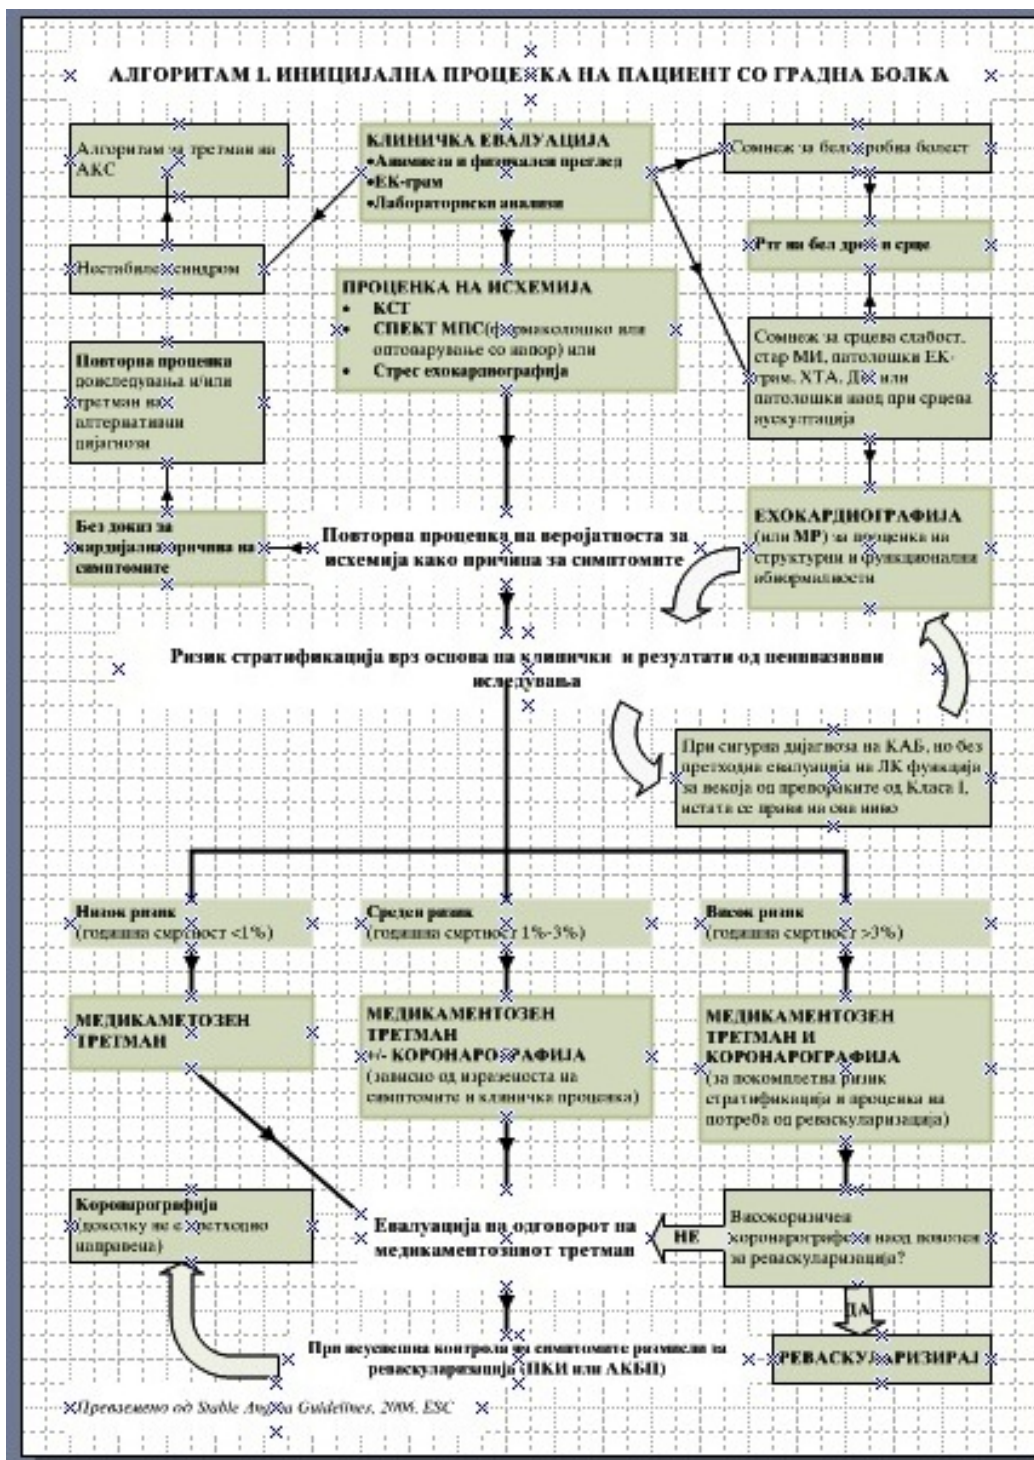 АЛГОРИТАМ 1. ИНИЦИЈАЛНА ПРОЦЕНКА НА ПАЦИЕНТ СО ГРАДНА БОЛКА
Алгоритам за третман на
АКС
КЛИНИЧКА ЕВАЛУАЦИЈА
•Анамнеза и физикален преглед
•ЕК-грам
•Лабораториски анализи
Сомнеж за белодробна болест
Нестабилен синдром
Ртг на бел дроб и срце
ПРОЦЕНКА НА ИСХЕМИЈА
• КСТ
• СПЕКТ МПС(фармаколошко или
оптоварување со напор) или
• Стрес ехокардиографија
Сомнеж за срцева слабост,
стар МИ, патолошки ЕК-
грам, ХТА, ДМ или
патолошки наод при срцева
аускултација
Повторна проценка
доиследувања и/или
третман на
алтернативни
дијагнози
Без доказ за
кардијална причина на
симптомите
Повторна проценка на веројатноста за
исхемија како причина за симптомите
ЕХОКАРДИОГРАФИЈА
(или МР) за проценка на
структурни и функционални
абнормалности
Ризик стратификација врз основа на клинички и резултати од неинвазивни
иследувања
При сигурна дијагноза на КАБ, но без
претходна евалуација на ЛК функција
за некоја од препораките од Класа I,
истата се прави на ова ниво
Низок ризик
(годишна смртност <1%)
Среден ризик
(годишна смртност 1%-3%)
Висок ризик
(годишна смртност >3%)
МЕДИКАМЕТОЗЕН
ТРЕТМАН
МЕДИКАМЕНТОЗЕН
ТРЕТМАН
+/- КОРОНАРОГРАФИЈА
(зависно од изразеноста на
симптомите и клиничка проценка)
МЕДИКАМЕНТОЗЕН
ТРЕТМАН И
КОРОНАРОГРАФИЈА
(за покомплетна ризик
стратификација и проценка на
потреба од реваскуларизација)
Коронарографија
(доколку не е претходно
направена)
Евалуација на одговорот на
медикаментозниот третман
НЕ
Високоризичен
коронарографски наод поволен
за реваскуларизација?
ДА
При неуспешна контрола на симптомите размисли за
реваскуларизација (ПКИ или АКБП)
РЕВАСКУЛАРИЗИРАЈ
Превземено од Stable Angina Guidelines, 2006, ESC